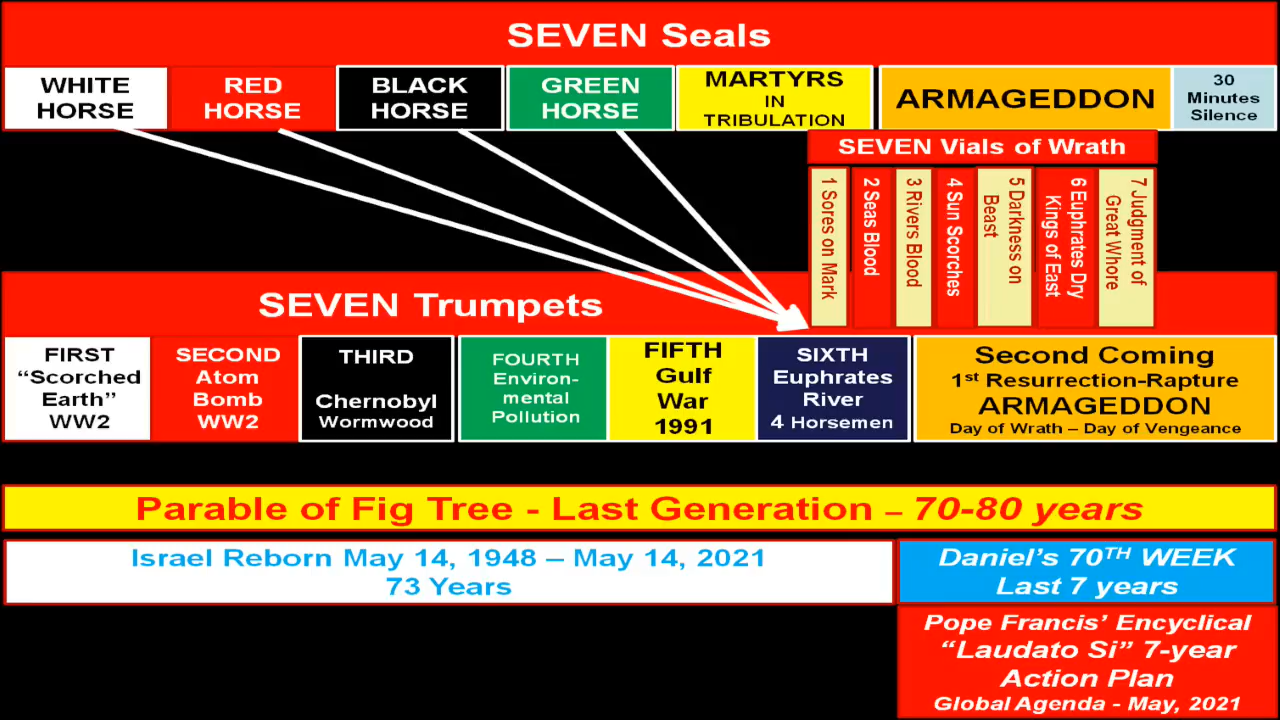 SEVEN Seals
WHITE
HORSE
RED
HORSE
BLACK
HORSE
GREEN
HORSE
MARTYRS
IN
TRIBULATION
ARMAGEDDON
30
Minutes
Silence
SEVEN Vials of Wrath
1 Sores on Mark
2 Seas Blood
3 Rivers Blood
4 Sun Scorches
5 Darkness on
Beast
6 Euphrates Dry
Kings of East
7 Judgment of
Great Whore
SEVEN Trumpets
FIRST
“Scorched
Earth”
WW2
SECOND
Atom
Bomb
WW2
THIRD
Chernobyl
Wormwood
FOURTH
Environ-
mental
Pollution
FIFTH
Gulf
War
1991
SIXTH
Euphrates
River
4 Horsemen
Second Coming
1st Resurrection-Rapture
ARMAGEDDON
Day of Wrath – Day of Vengeance
Parable of Fig Tree - Last Generation – 70-80 years
Israel Reborn May 14, 1948 – May 14, 2021
73 Years
Daniel’s 70TH WEEK
Last 7 years
Pope Francis’ Encyclical
“Laudato Si” 7-year
Action Plan
Global Agenda - May, 2021